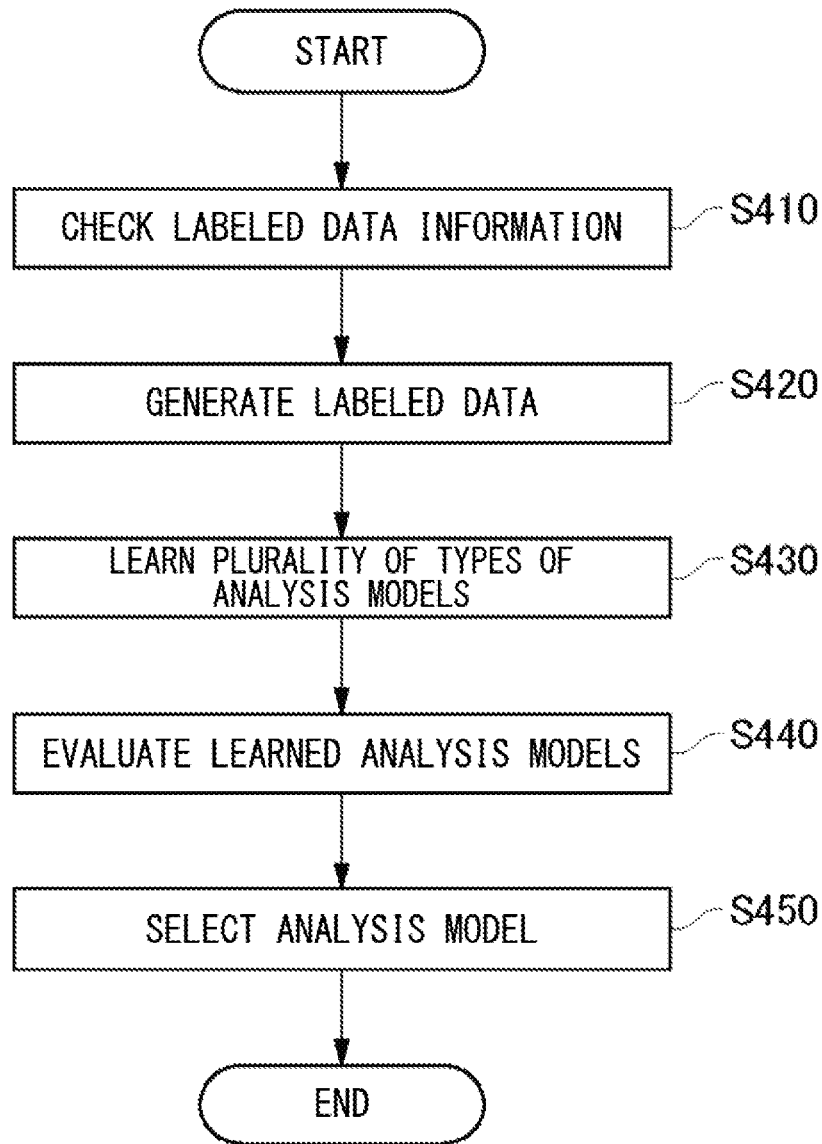 START
CHECK LABELED DATA INFORMATION
S410
GENERATE LABELED DATA
S420
LEARN PLURALITY OF TYPES OF
ANALYSIS MODELS
S430
EVALUATE LEARNED ANALYSIS MODELS
S440
SELECT ANALYSIS MODEL
S450
END